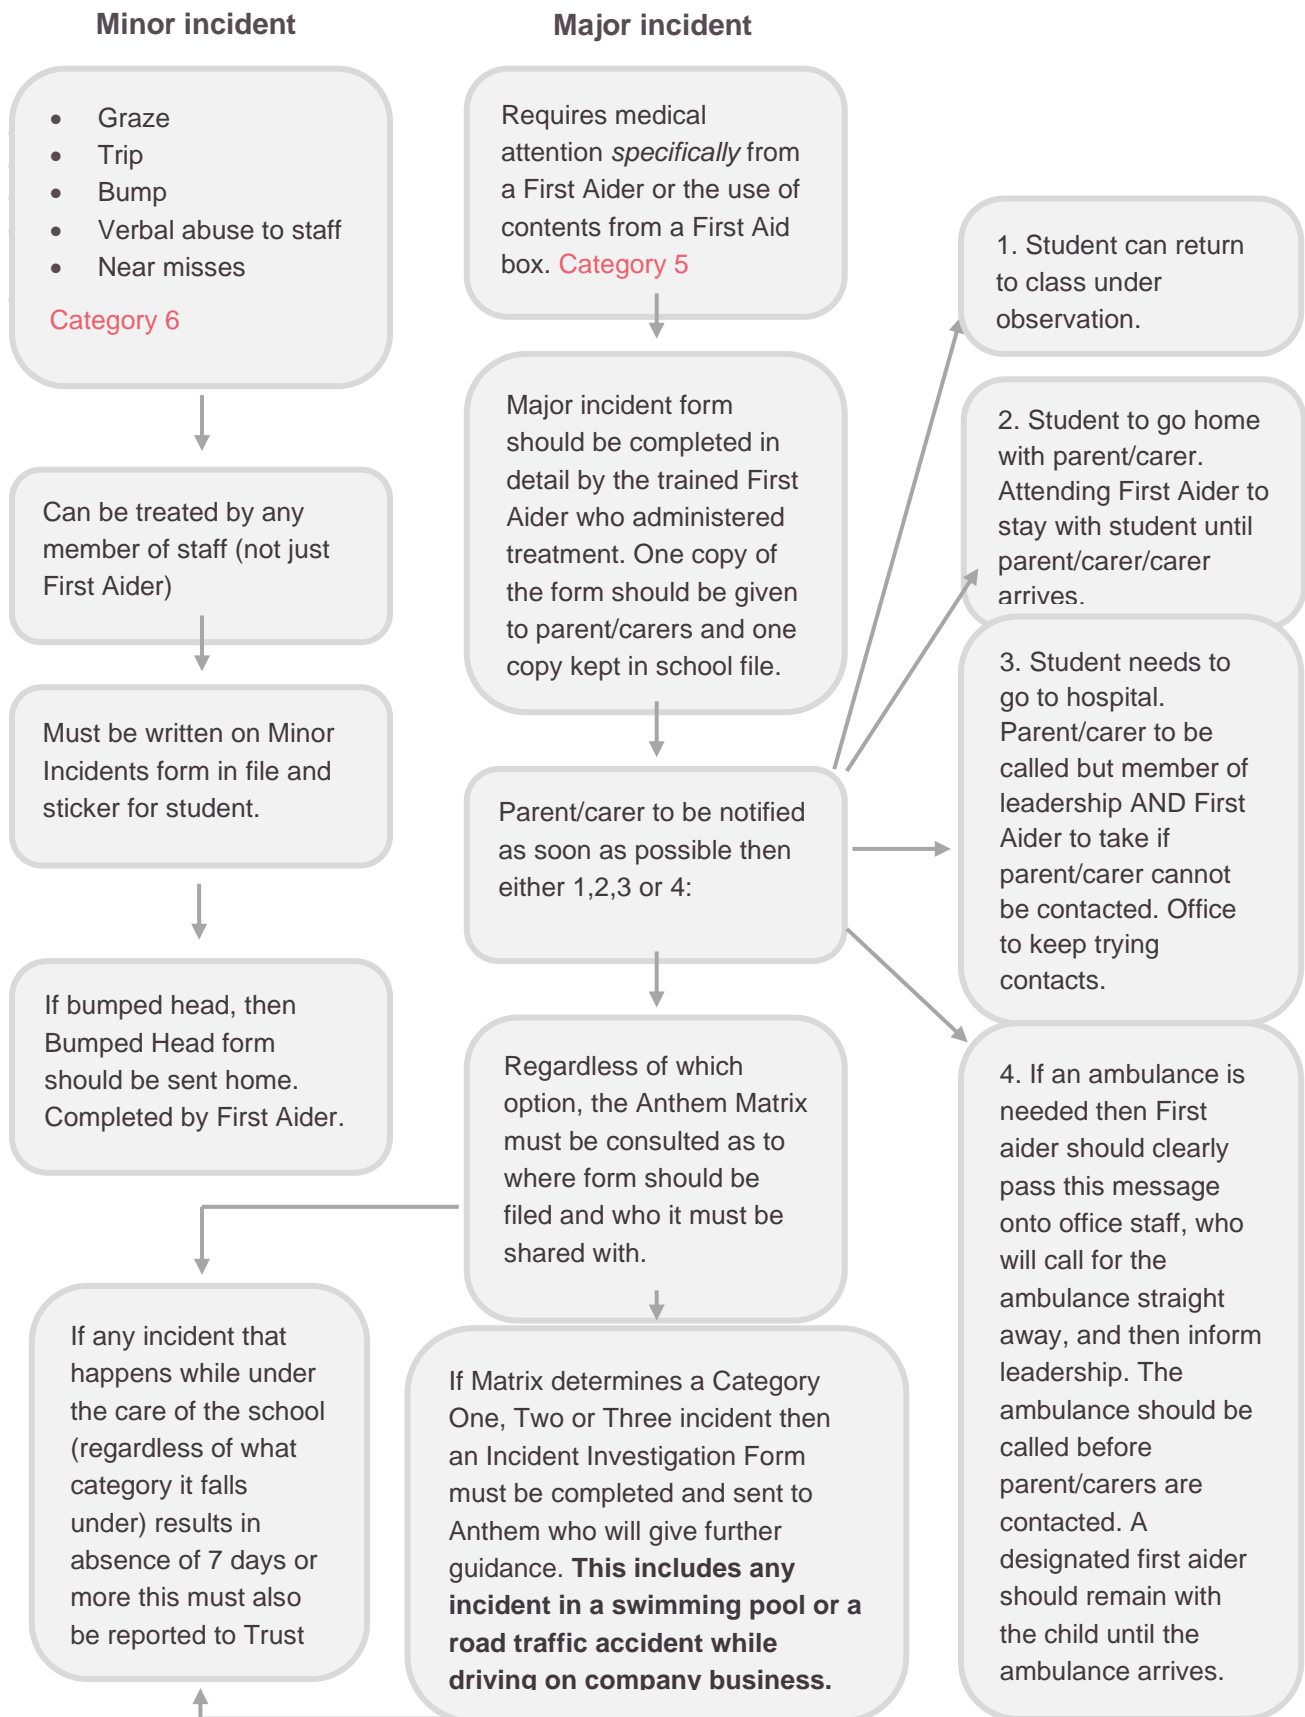 Minor incident
Graze
Trip
Bump
Verbal abuse to staff
Near misses
Category 6
Can be treated by any
member of staff (not just
First Aider)
Must be written on Minor
Incidents form in file and
sticker for student.
If bumped head, then
Bumped Head form
should be sent home.
Completed by First Aider.
If any incident that
happens while under
the care of the school
(regardless of what
category it falls
under) results in
absence of 7 days or
more this must also
be reported to Trust
Major incident
Requires medical
attention specifically from
a First Aider or the use of
contents from a First Aid
box. Category 5
Major incident form
should be completed in
detail by the trained First
Aider who administered
treatment. One copy of
the form should be given
to parent/carers and one
copy kept in school file.
Parent/carer to be notified
as soon as possible then
either 1,2,3 or 4:
Regardless of which
option, the Anthem Matrix
must be consulted as to
where form should be
filed and who it must be
shared with.
If Matrix determines a Category
One, Two or Three incident then
an Incident Investigation Form
must be completed and sent to
Anthem who will give further
guidance. This includes any
incident in a swimming pool or a
road traffic accident while
driving on company business.
1. Student can return
to class under
observation.
2. Student to go home
with parent/carer.
Attending First Aider to
stay with student until
parent/carer/carer
arrives.
3. Student needs to
go to hospital.
Parent/carer to be
called but member of
leadership AND First
Aider to take if
parent/carer cannot
be contacted. Office
to keep trying
contacts.
4. If an ambulance is
needed then First
aider should clearly
pass this message
onto office staff, who
will call for the
ambulance straight
away, and then inform
leadership. The
ambulance should be
called before
parent/carers are
contacted. A
designated first aider
should remain with
the child until the
ambulance arrives.